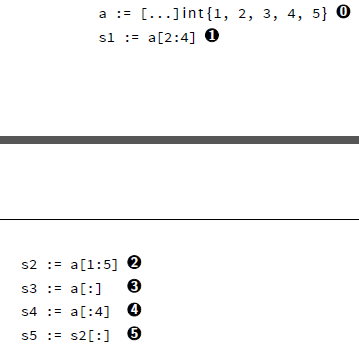 a := [...]int{1, 2, 3, 4, 5} ⓿
s1 := a[2:4] ❶
s2 := a[1:5] ❷
s3 := a[:] ❸
s4 := a[:4] ❹
s5 := s2[:] ❺